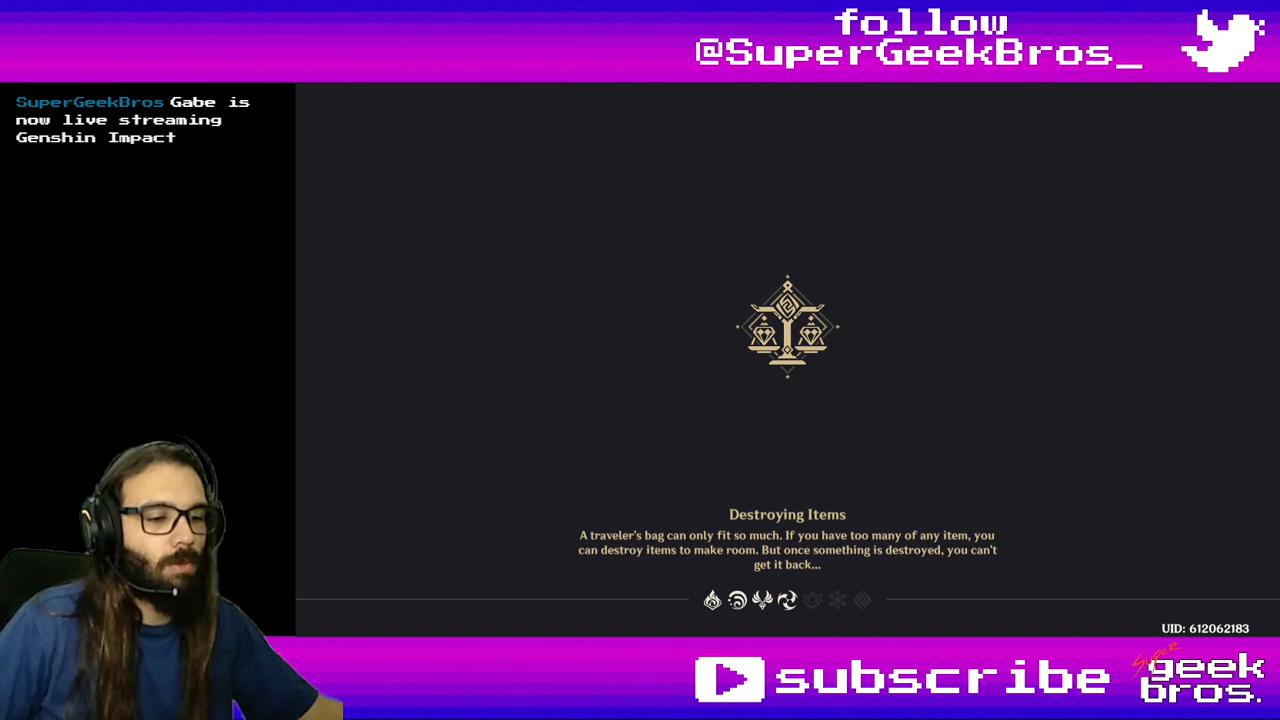 follow
@SuperGeekBros_
SuperGeekBros Gabe is
now live streaming
Genshin Impact
Destroying Items
A traveler's bag can only fit so much. If you have too many of any item, you
can destroy items to make room. But once something is destroyed, you can't
get it back...
UID: 612062183
subscribe
SUPER
geek
bros.